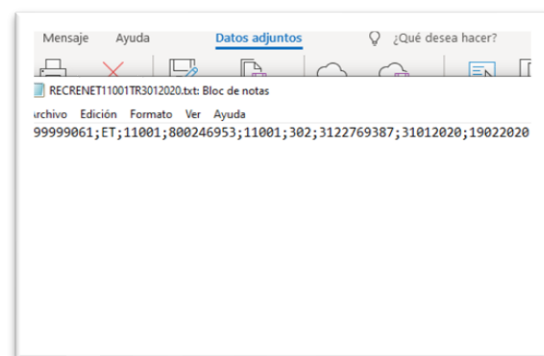 Mensaje Ayuda Datos adjuntos ¿Qué desea hacer?
RECRENET11001TR3012020.txt: Bloc de notas
Archivo Edición Formato Ver Ayuda
99999061;ET;11001;800246953;11001;302;3122769387;31012020;19022020